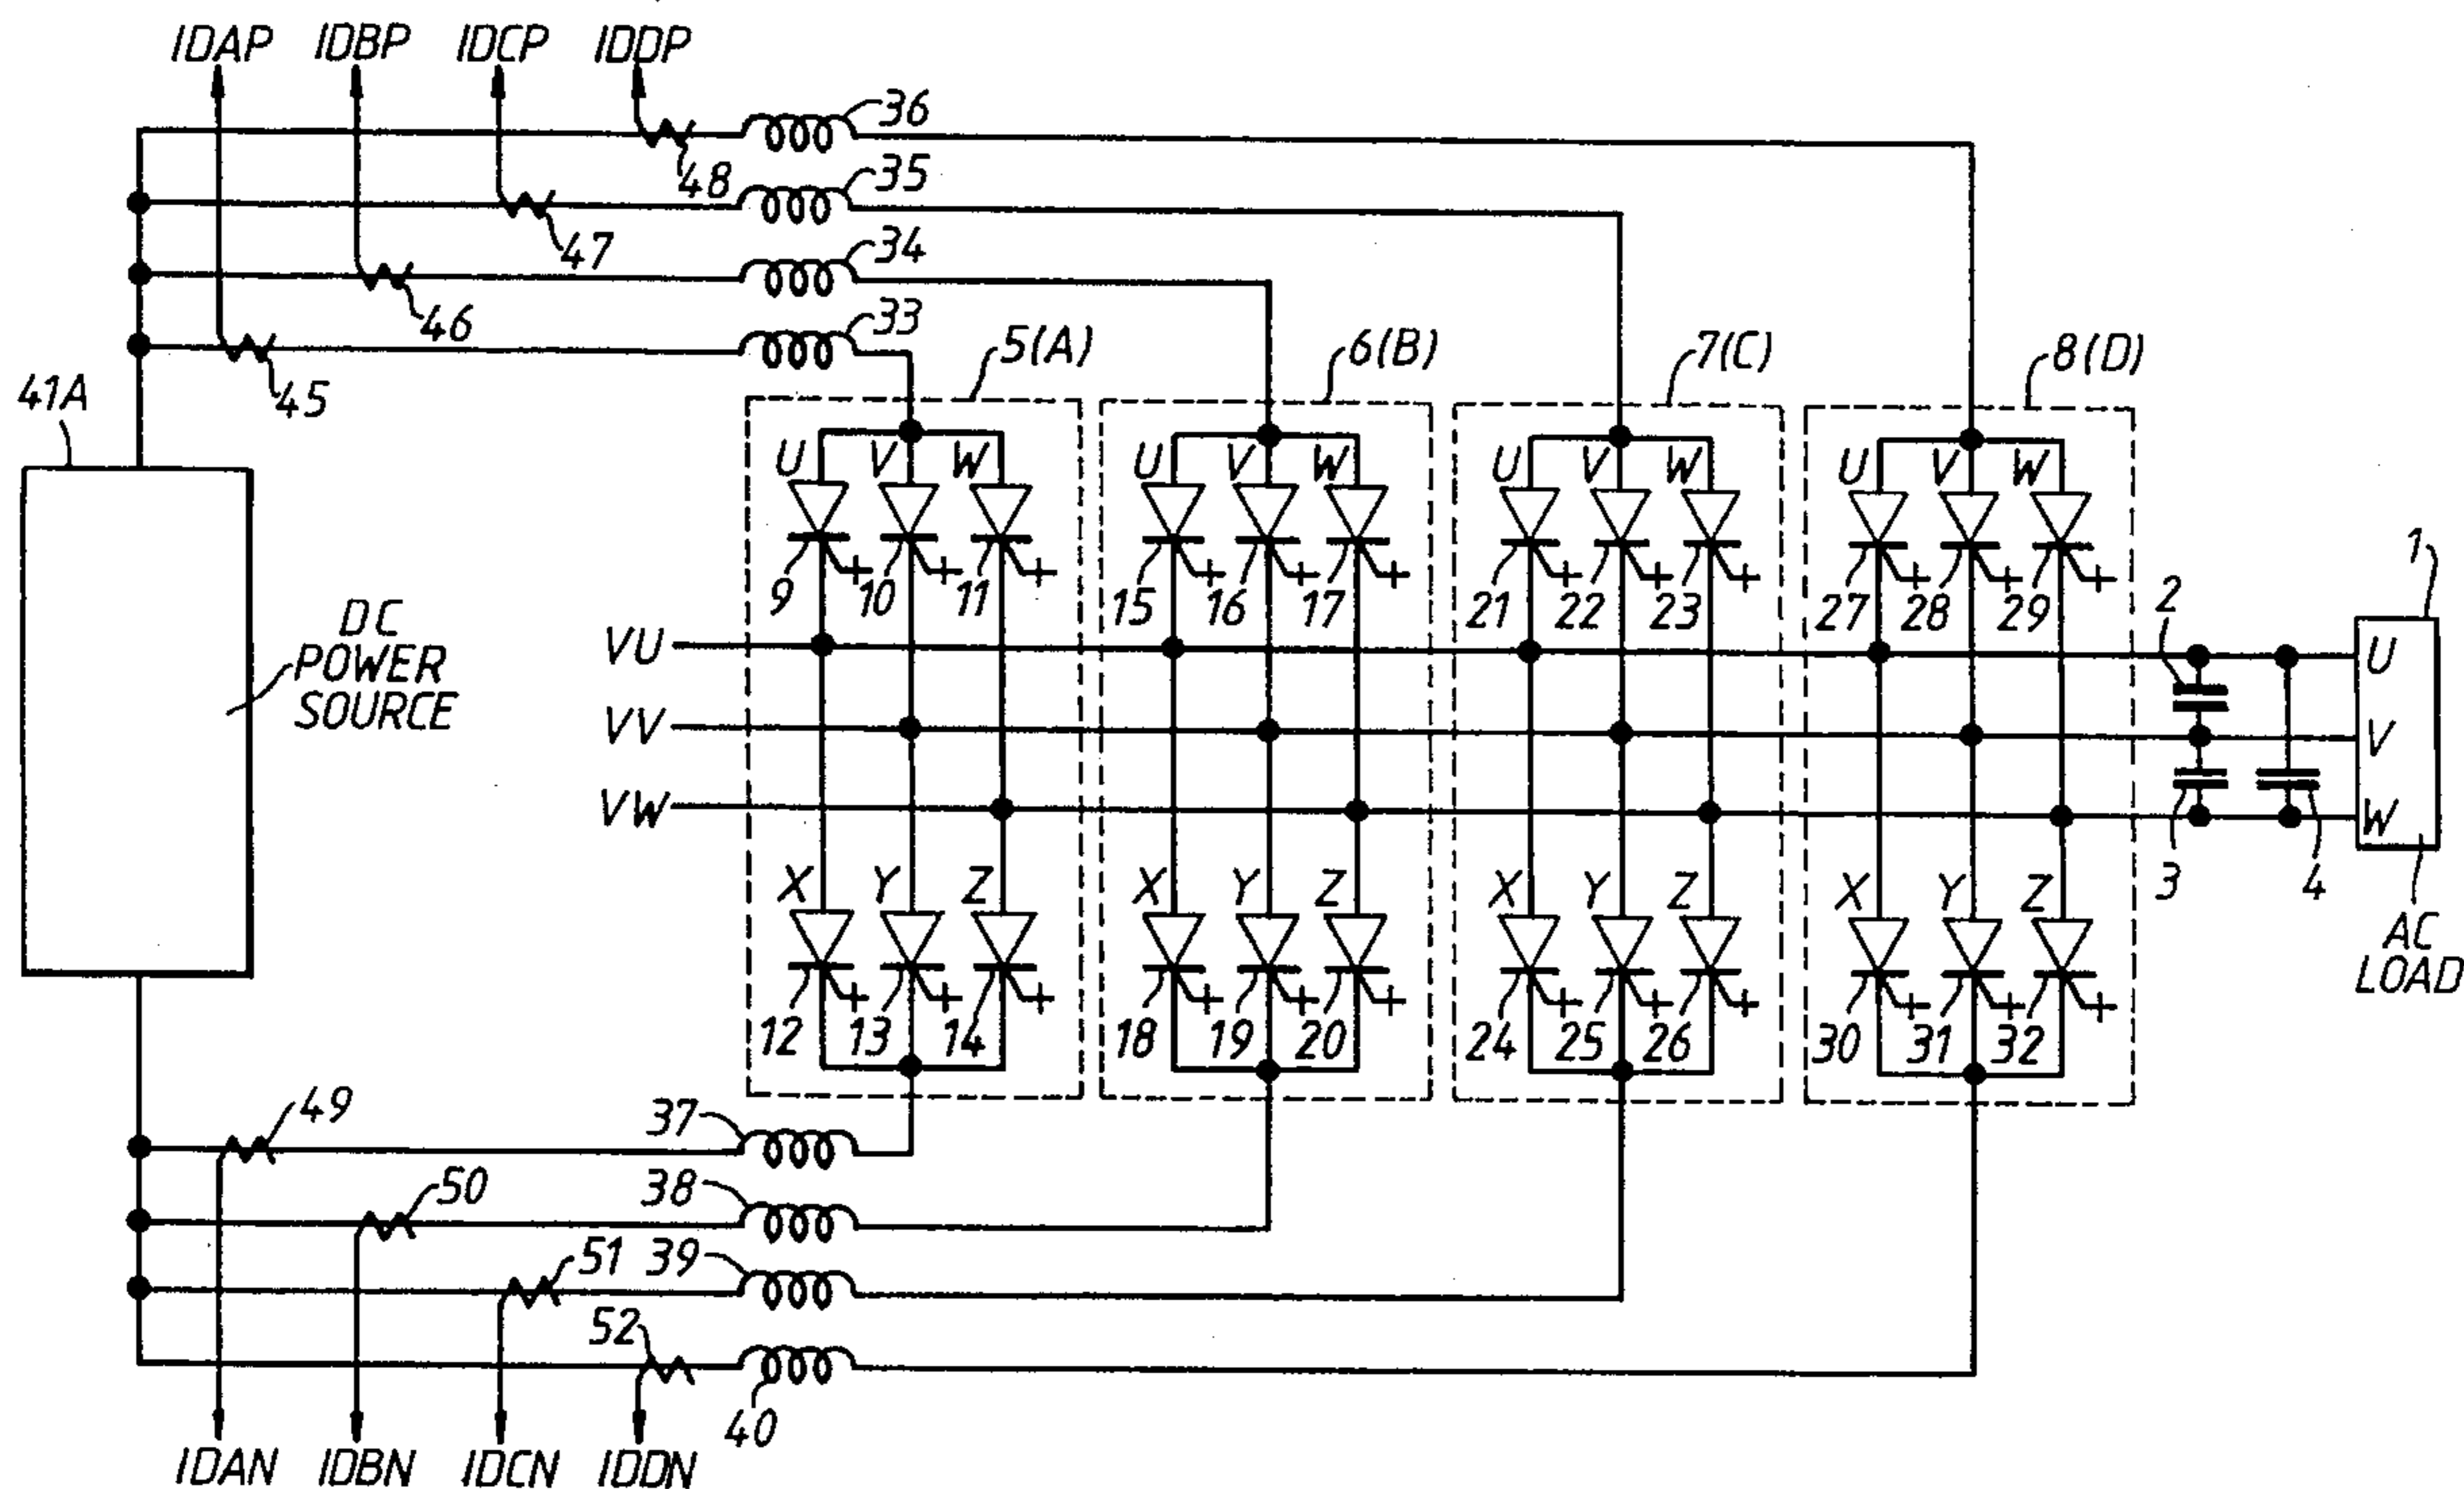 IDAP IDBP IDCP IDDP
36
48
35
47
34
46
33
45
41A
5(A)
6(B)
7(C)
8(D)
U V W
U V W
U V W
U V W
9 10 11
15 16 17
21 22 23
27 28 29
DC
POWER
SOURCE
VU
VV
VW
2
1
U
V
W
3
4
AC
LOAD
X Y Z
X Y Z
X Y Z
X Y Z
12 13 14
18 19 20
24 25 26
30 31 32
49
37
50
38
51
39
52
40
IDAN IDBN IDCN IDDN